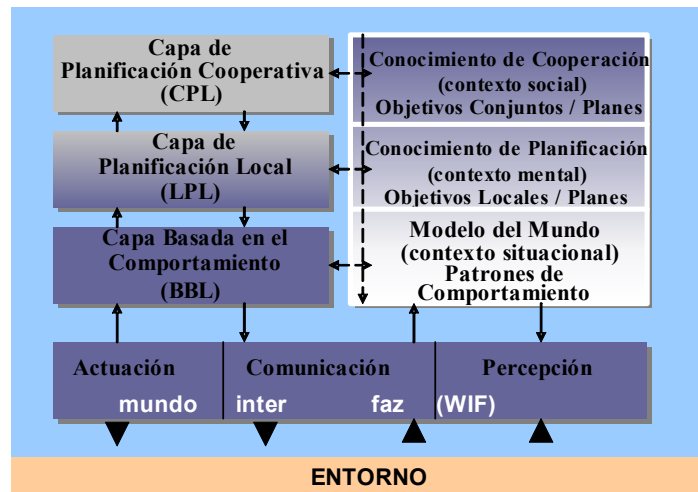 Capa de
Planificación Cooperativa
(CPL)
Conocimiento de Cooperación
(contexto social)
Objetivos Conjuntos / Planes
Capa de
Planificación Local
(LPL)
Conocimiento de Planificación
(contexto mental)
Objetivos Locales / Planes
Capa Basada en el
Comportamiento
(BBL)
Modelo del Mundo
(contexto situacional)
Patrones de
Comportamiento
Actuación Comunicación Percepción
mundo inter faz (WIF)
ENTORNO